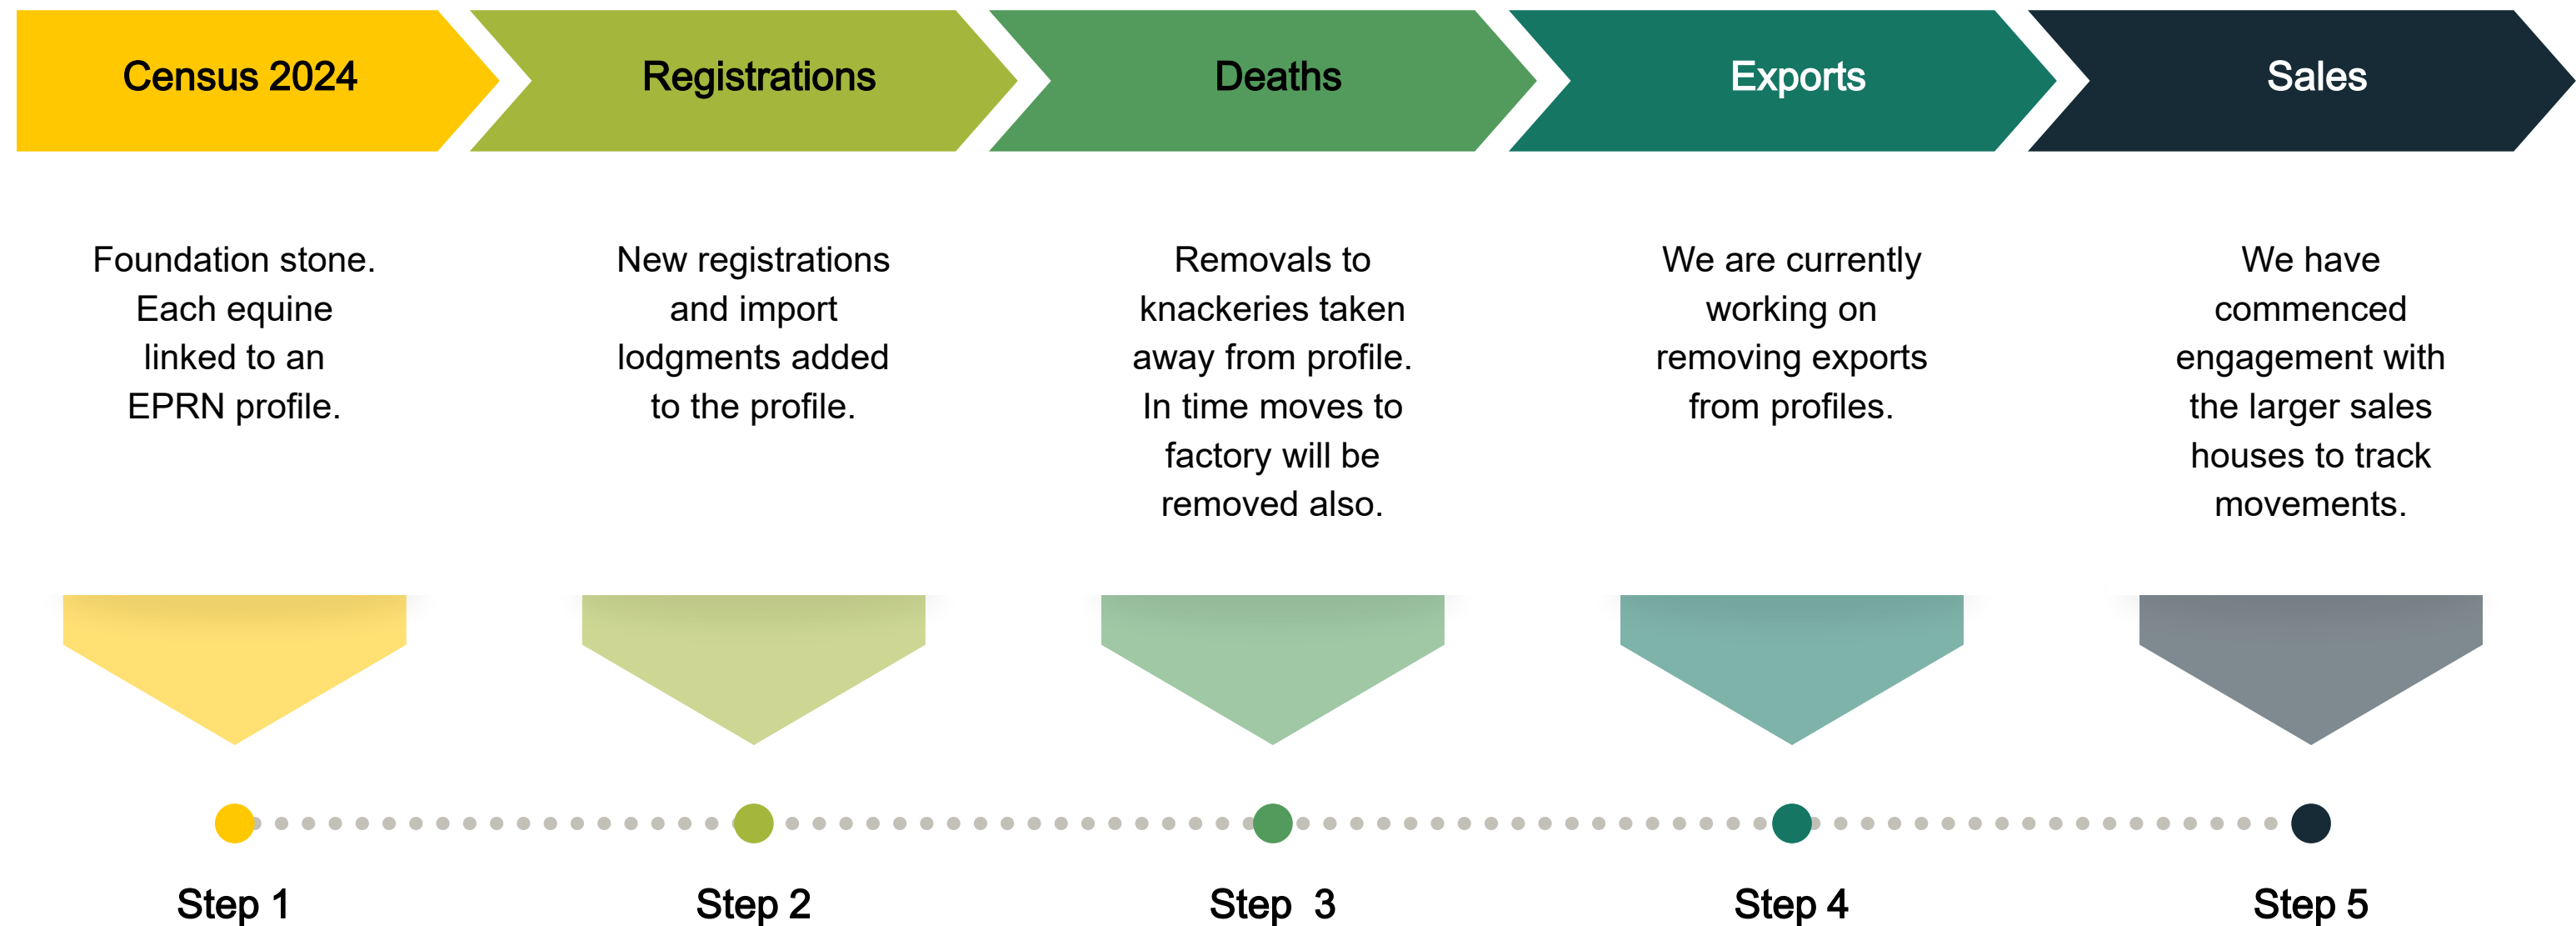 Census 2024
Registrations
Deaths
Exports
Sales
Foundation stone.
Each equine
linked to an
EPRN profile.
New registrations
and import
lodgments added
to the profile.
Removals to
knackeries taken
away from profile.
In time moves to
factory will be
removed also.
We are currently
working on
removing exports
from profiles.
We have
commenced
engagement with
the larger sales
houses to track
movements.
Step 1
Step 2
Step  3
Step 4
Step 5